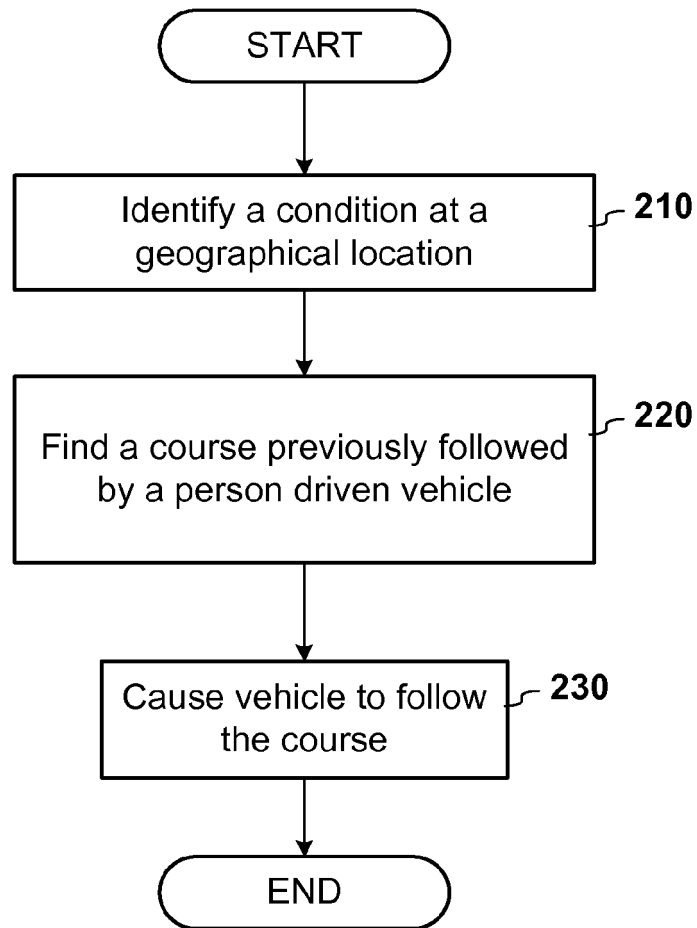 START
Identify a condition at a
geographical location
210
Find a course previously followed
by a person driven vehicle
220
Cause vehicle to follow
the course
230
END